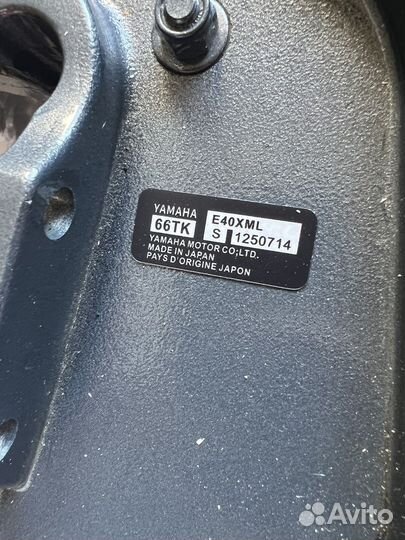 YAMAHA
66TK E40XML
S 1250714
YAMAHA MOTOR CO;LTD.
MADE IN JAPAN
PAYS D'ORIGINE JAPON
Avito